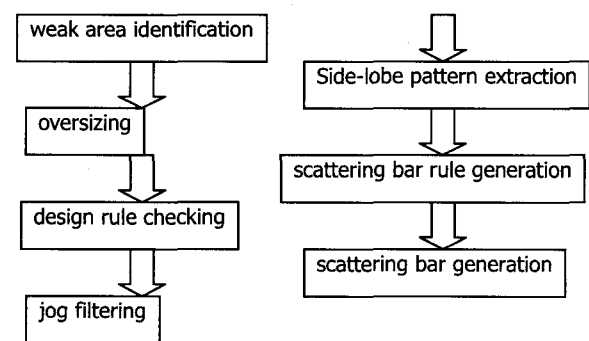 weak area identification
oversizing
design rule checking
jog filtering
Side-lobe pattern extraction
scattering bar rule generation
scattering bar generation